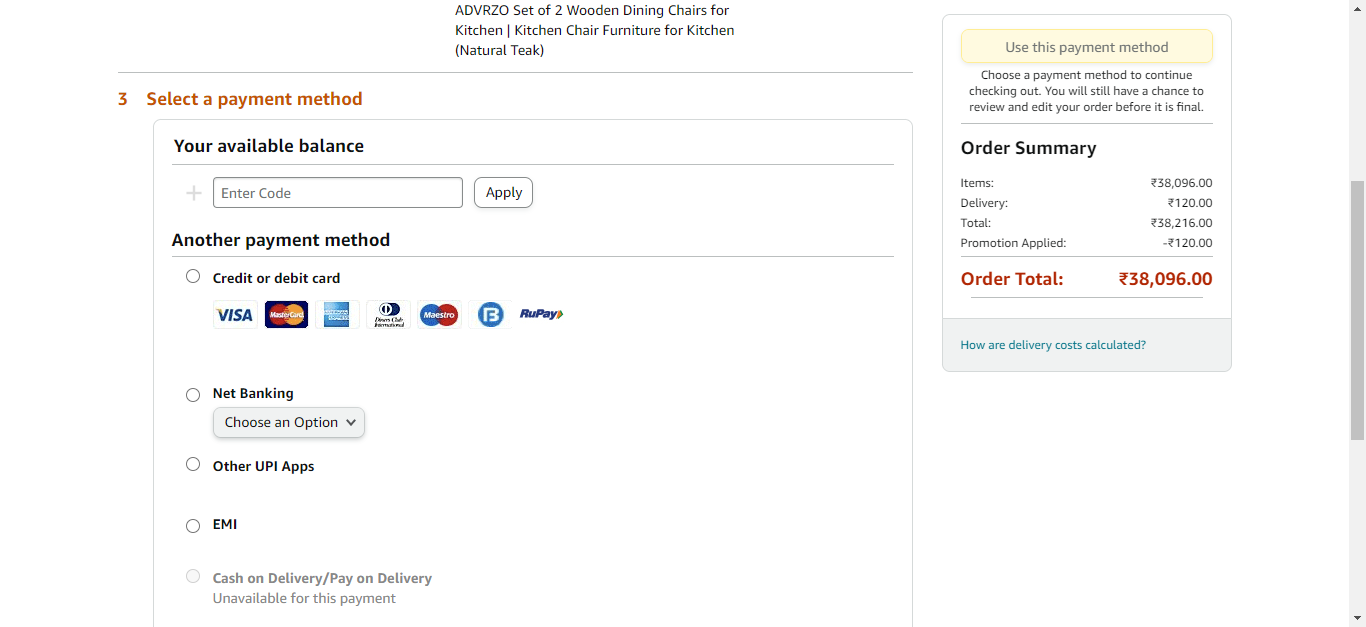 ADVRZO Set of 2 Wooden Dining Chairs for
Kitchen | Kitchen Chair Furniture for Kitchen
(Natural Teak)
3 Select a payment method
Your available balance
Enter Code
Apply
Another payment method
Credit or debit card
VISA MasterCard AMERICAN EXPRESS Diners Club International Maestro B RuPay
Net Banking
Choose an Option
Other UPI Apps
EMI
Cash on Delivery/Pay on Delivery
Unavailable for this payment
Use this payment method
Choose a payment method to continue
checking out. You will still have a chance to
review and edit your order before it is final.
Order Summary
Items: ₹38,096.00
Delivery: ₹120.00
Total: ₹38,216.00
Promotion Applied: -₹120.00
Order Total: ₹38,096.00
How are delivery costs calculated?